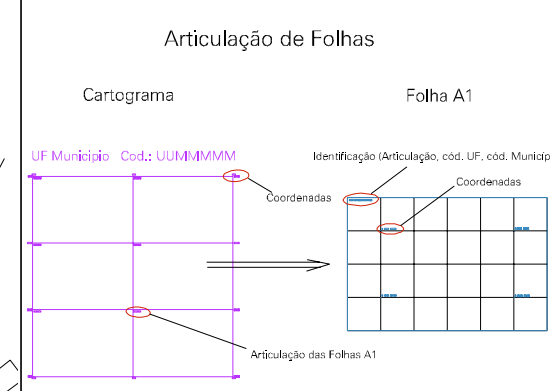 Articulação de Folhas
Cartograma
Folha A1
UF Municipio Cod.: UUMMMMM
Identificação (Articulação, cód. UF, cód. Municíp
Coordenadas
Coordenadas
Articulação das Folhas A1